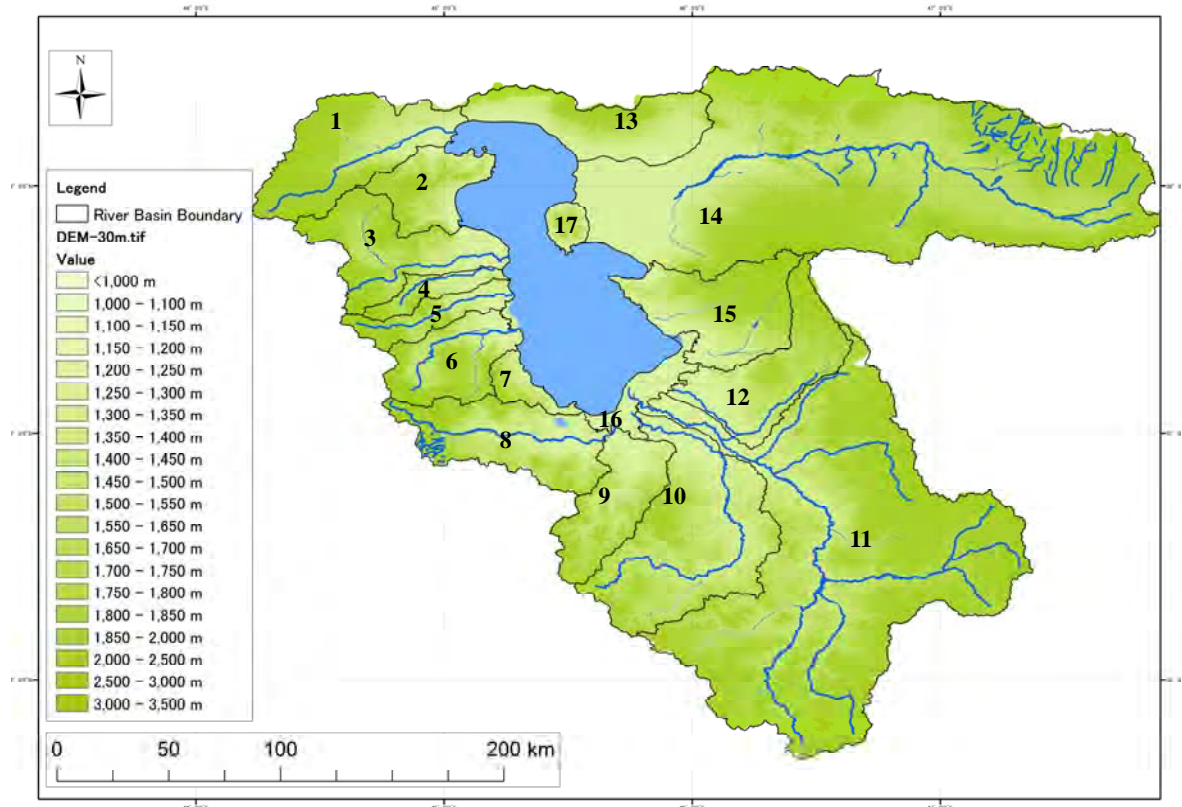 N
Legend
River Basin Boundary
DEM-30m.tif
Value
<1,000 m
1,000 - 1,100 m
1,100 - 1,150 m
1,150 - 1,200 m
1,200 - 1,250 m
1,250 - 1,300 m
1,300 - 1,350 m
1,350 - 1,400 m
1,400 - 1,450 m
1,450 - 1,500 m
1,500 - 1,550 m
1,550 - 1,650 m
1,650 - 1,700 m
1,700 - 1,750 m
1,750 - 1,800 m
1,800 - 1,850 m
1,850 - 2,000 m
2,000 - 2,500 m
2,500 - 3,000 m
3,000 - 3,500 m
0 50 100 200 km
1
13
2
17
14
3
4
5
15
6
7
12
16
8
9
10
11